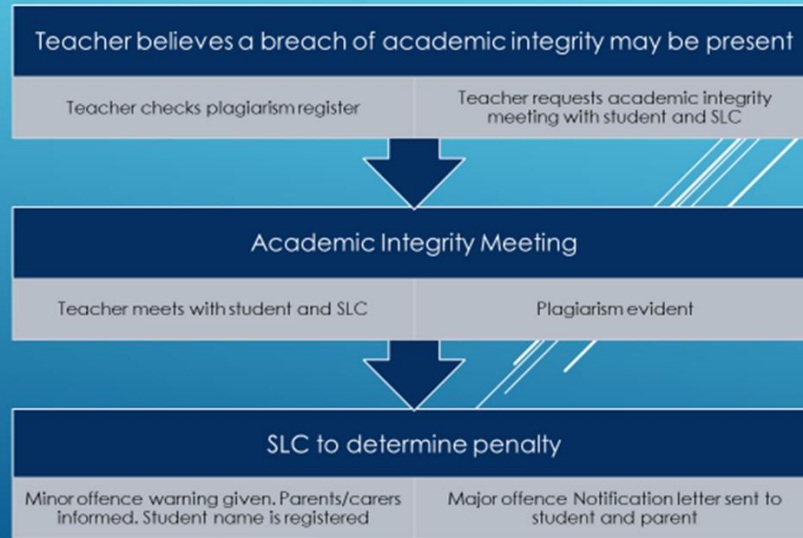 Teacher believes a breach of academic integrity may be present
Teacher checks plagiarism register
Teacher requests academic integrity
meeting with student and SLC
Academic Integrity Meeting
Teacher meets with student and SLC
Plagiarism evident
SLC to determine penalty
Minor offence warning given. Parents/carers
informed. Student name is registered
Major offence Notification letter sent to
student and parent